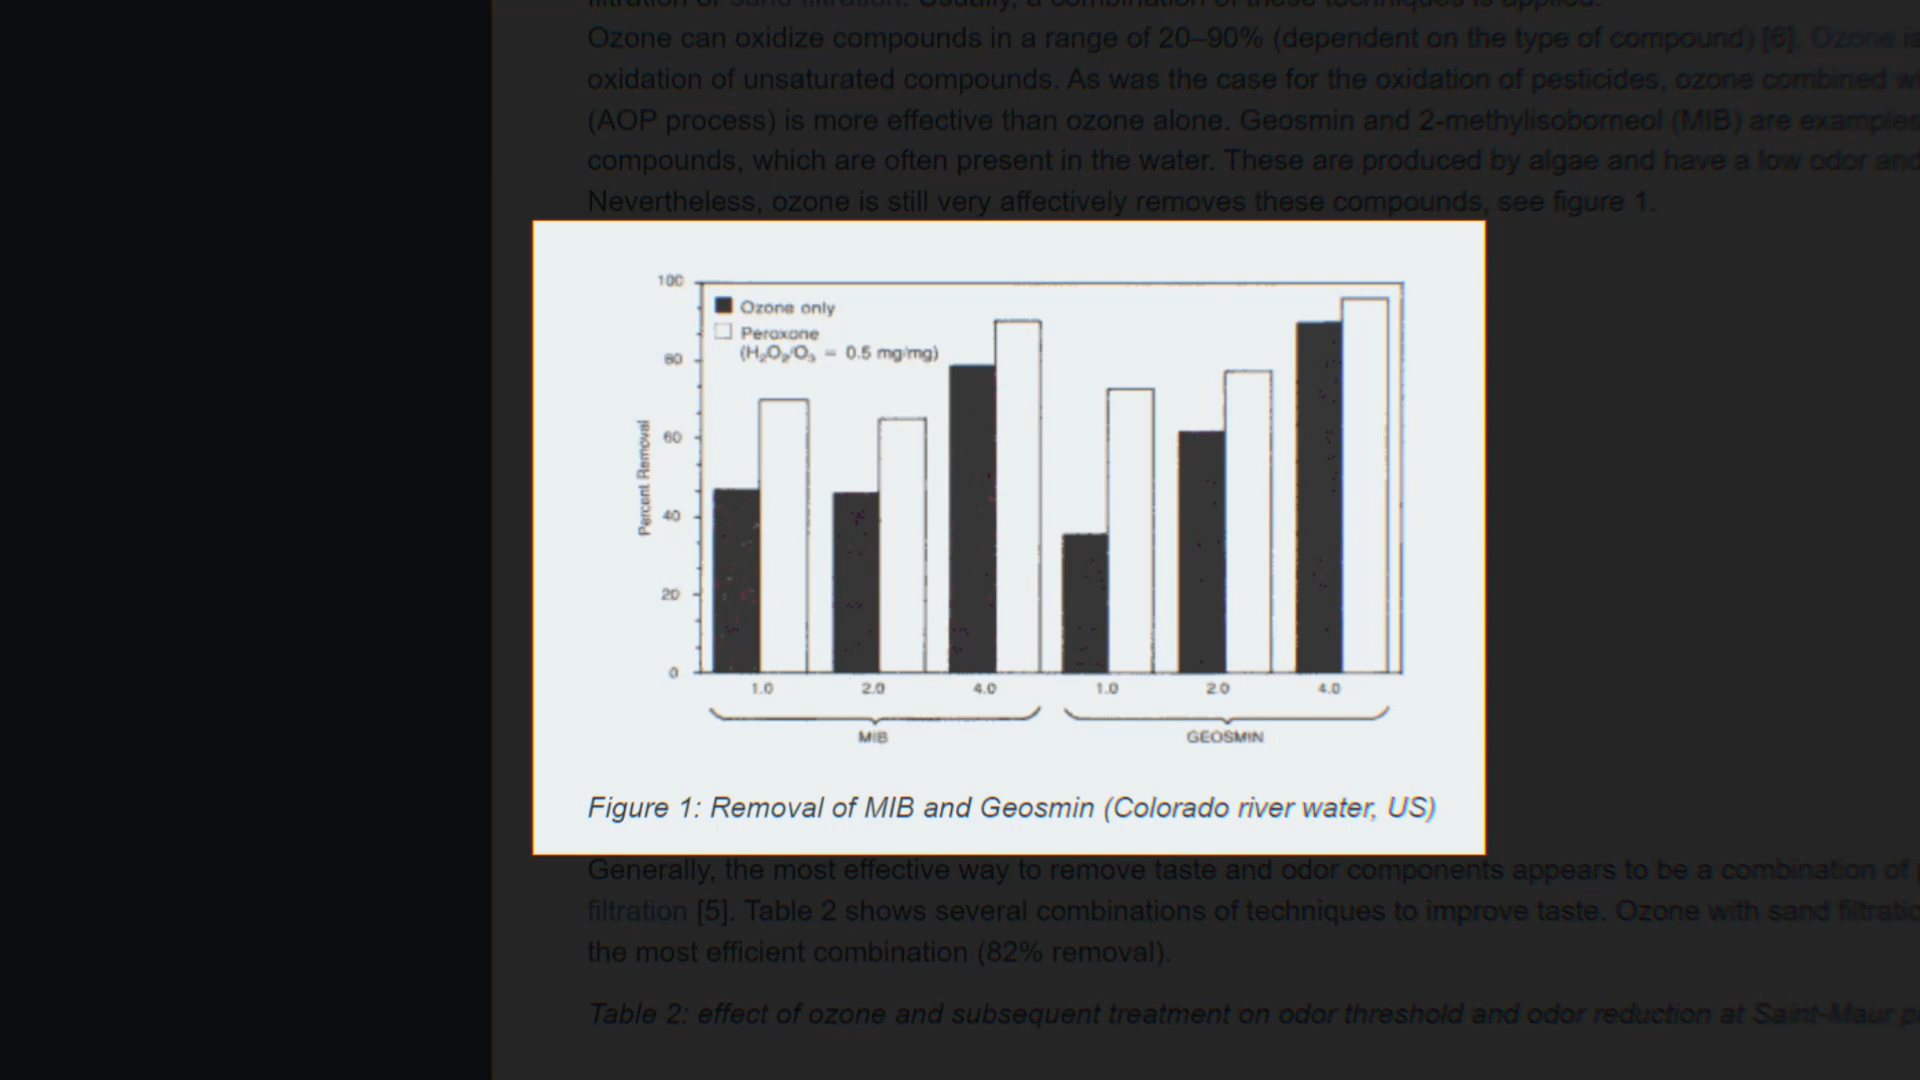 Ozone can oxidize compounds in a range of 20–90% (dependent on the type of compound) [6]. Ozone is
oxidation of unsaturated compounds. As was the case for the oxidation of pesticides, ozone combined
(AOP process) is more effective than ozone alone. Geosmin and 2-methylisoborneol (MIB) are examples
compounds, which are often present in the water. These are produced by algae and have a low odor and
Nevertheless, ozone is still very affectively removes these compounds, see figure 1.
100
Ozone only
Peroxone
(H₂O₂/O₃ = 0.5 mg/mg)
80
60
Percent Removal
40
20
0
1.0 2.0 4.0 1.0 2.0 4.0
MIB GEOSMIN
Figure 1: Removal of MIB and Geosmin (Colorado river water, US)
Generally, the most effective way to remove taste and odor components appears to be a combination of
filtration [5]. Table 2 shows several combinations of techniques to improve taste. Ozone with sand
the most efficient combination (82% removal).
Table 2: effect of ozone and subsequent treatment on odor threshold and odor reduction at Saint-Maur